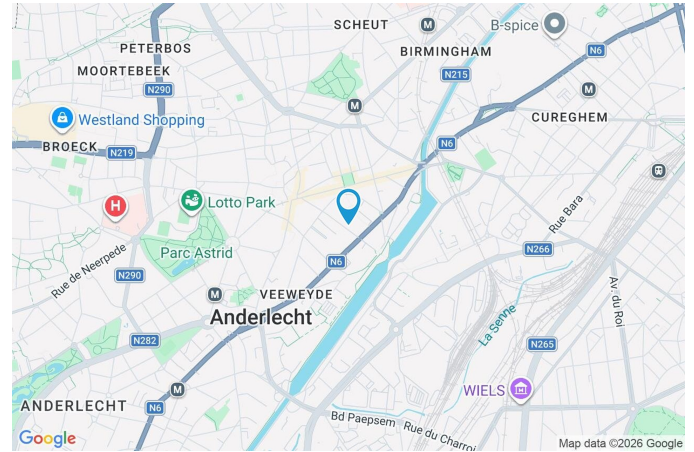 SCHEUT
M
B-spice
PETERBOS
BIRMINGHAM
N6
MOORTEBEEK
N215
N290
M
M
Westland Shopping
CUREGHEM
N6
BROECK
N219
M
H
Lotto Park
Rue Bara
Parc Astrid
N266
Rue de Neerpede
N6
N290
M
VEEWEYDE
Av. du Roi
Anderlecht
La Senne
N282
N265
M
WIELS
ANDERLECHT
N6
Bd Paepsem
Rue du Charroi
Google
Map data ©2026 Google